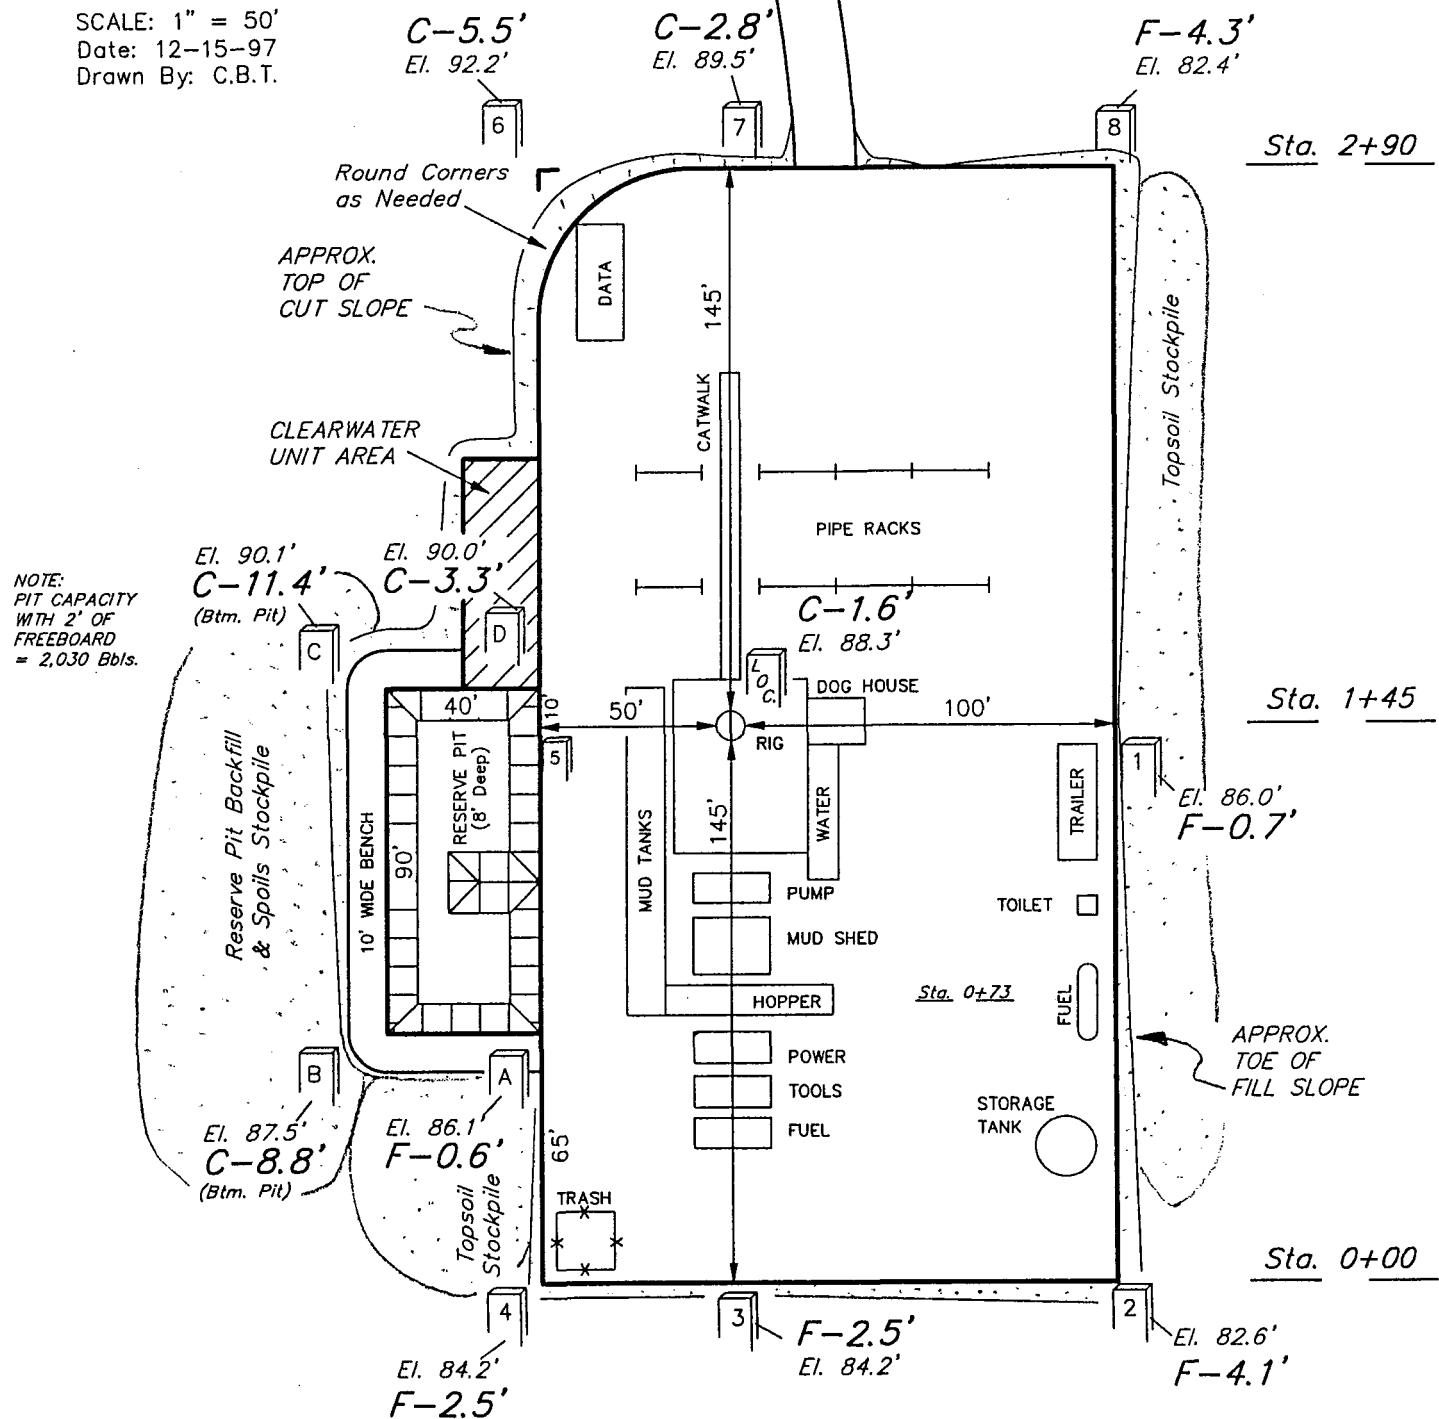 SCALE: 1" = 50'
Date: 12-15-97
Drawn By: C.B.T.
C-5.5'
El. 92.2'
C-2.8'
El. 89.5'
F-4.3'
El. 82.4'
6
7
8
Sta. 2+90
Round Corners
as Needed
APPROX.
TOP OF
CUT SLOPE
DATA
145'
Topsoil Stockpile
CATWALK
CLEARWATER
UNIT AREA
PIPE RACKS
El. 90.1'
C-11.4'
(Btm. Pit)
El. 90.0'
C-3.3'
NOTE:
PIT CAPACITY
WITH 2' OF
FREEBOARD
= 2,030 Bbls.
C-1.6'
El. 88.3'
C
D
LOC.
DOG HOUSE
40'
10'
50'
100'
Sta. 1+45
RIG
5
1
Reserve Pit Backfill
& Spoils Stockpile
10' WIDE BENCH
90'
RESERVE PIT
(8' Deep)
MUD TANKS
145'
WATER
TRAILER
El. 86.0'
F-0.7'
PUMP
TOILET
MUD SHED
HOPPER
Sta. 0+73
FUEL
APPROX.
TOE OF
FILL SLOPE
POWER
TOOLS
FUEL
B
A
STORAGE
TANK
El. 87.5'
C-8.8'
(Btm. Pit)
El. 86.1'
F-0.6'
65'
Topsoil
Stockpile
TRASH
Sta. 0+00
4
3
2
El. 84.2'
F-2.5'
F-2.5'
El. 84.2'
El. 82.6'
F-4.1'